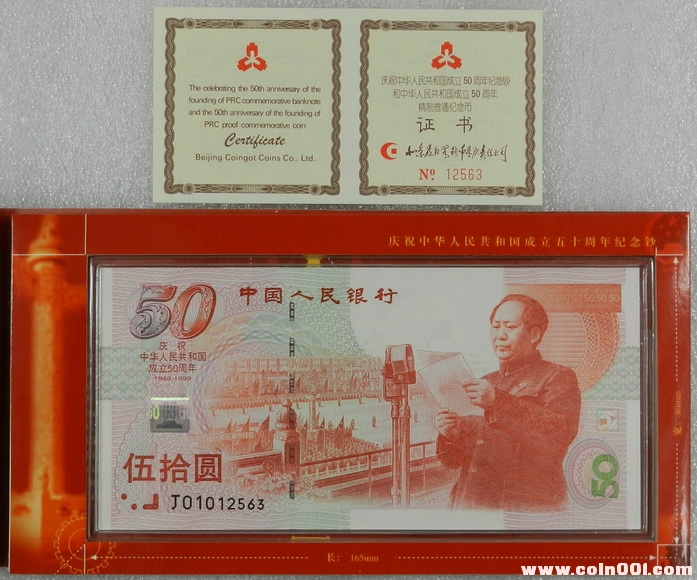 The celebrating the 50th anniversary of the
founding of PRC commemorative banknote
and the 50th anniversary of the founding of
PRC proof commemorative coin
Certificate
Beijing Coingot Coins Co., Ltd.
庆祝中华人民共和国成立50周年纪念钞
和中华人民共和国成立50周年
精制普通纪念币
证 书
No 12563
庆祝中华人民共和国成立五十周年纪念钞
50
中国人民银行
庆 祝
中华人民共和国
成立50周年
1949-1999
伍拾圆
J01012563
50
宽: 80mm
长: 165mm
www.coin001.com